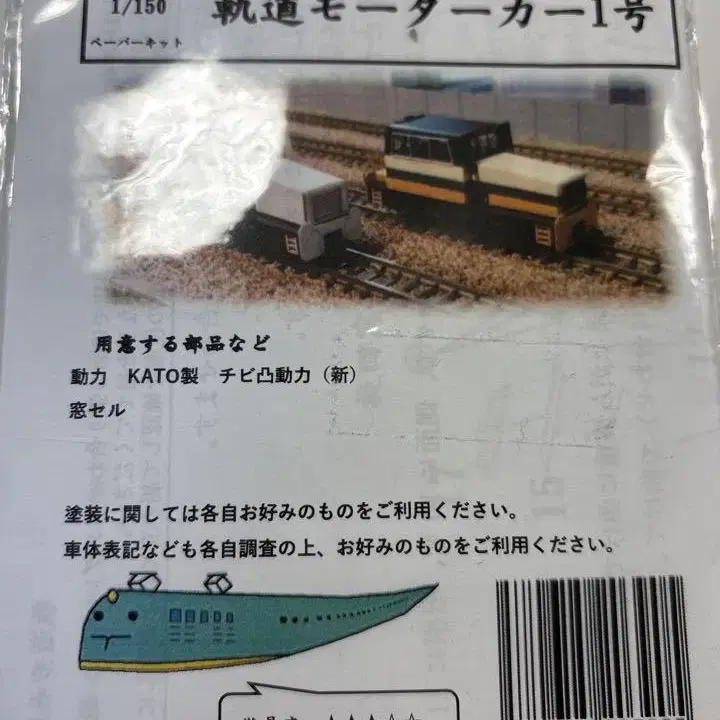 1/150
軌道モーターカー1号
ペーパーキット
用意する部品など
動力　KATO製　チビ凸動力（新）
窓セル
塗装に関しては各自お好みのものをご利用ください。
車体表記なども各自調査の上、お好みのものをご利用ください。